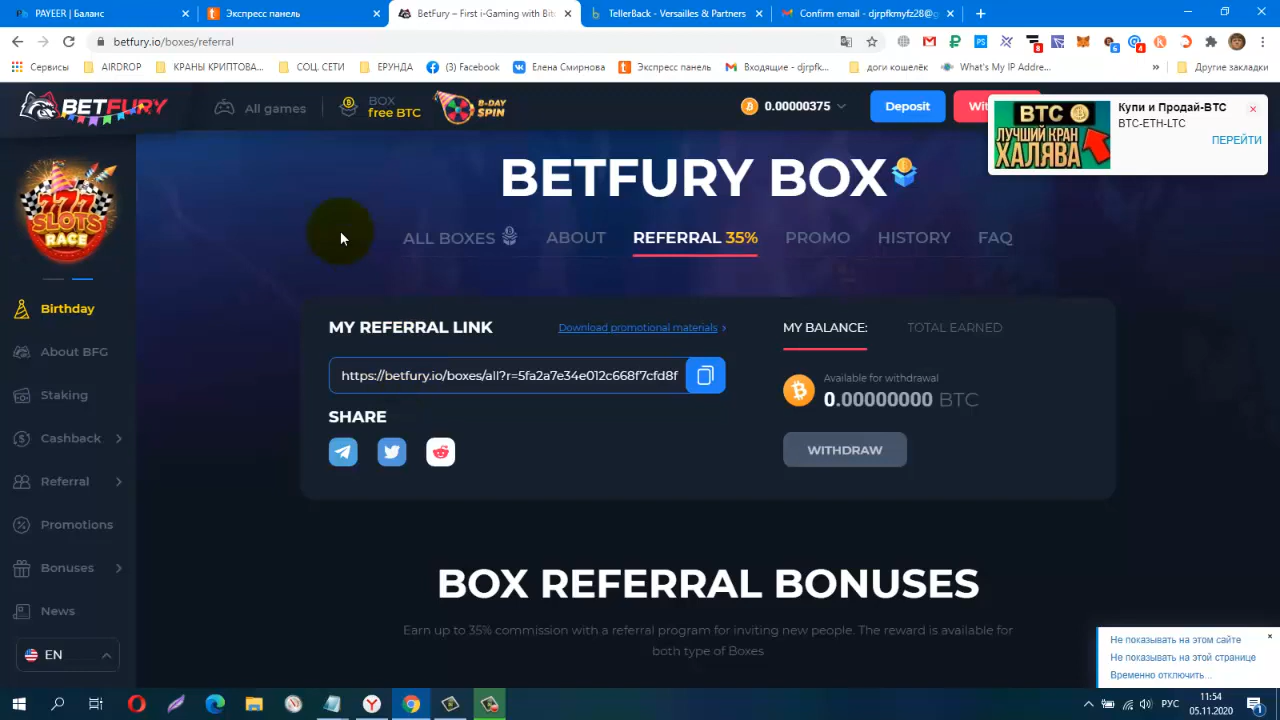 PAYEER | Баланс
Экспресс панель
BetFury – First i-Gaming with Bit
TellerBack - Versailles & Partners
Confirm email - djrpfkmyfz28@g
betfury.io/boxes/referral
Сервисы
AIRDROP
КРАНЫ КРИПТОВА...
СОЦ. СЕТИ
ЕРУНДА
(3) Facebook
Елена Смирнова
Экспресс панель
Входящие - djrpfk...
доги кошелёк
What's My IP Addre...
»
Другие закладки
BETFURY
All games
BOX
free BTC
B-DAY
SPIN
0.00000375
Deposit
Wit
BTC
ЛУЧШИЙ КРАН
ХАЛЯВА
Купи и Продай-BTC
BTC-ETH-LTC
ПЕРЕЙТИ
777
SLOTS
RACE
BETFURY BOX
ALL BOXES
ABOUT
REFERRAL 35%
PROMO
HISTORY
FAQ
Birthday
About BFG
Staking
Cashback
Referral
Promotions
Bonuses
News
EN
MY REFERRAL LINK
Download promotional materials
https://betfury.io/boxes/all?r=5fa2a7e34e012c668f7cfd8f
SHARE
MY BALANCE:
TOTAL EARNED
Available for withdrawal
0.00000000 BTC
WITHDRAW
BOX REFERRAL BONUSES
Earn up to 35% commission with a referral program for inviting new people. The reward is available for
both type of Boxes
Не показывать на этом сайте
Не показывать на этой странице
Временно отключить...
РУС
11:54
05.11.2020